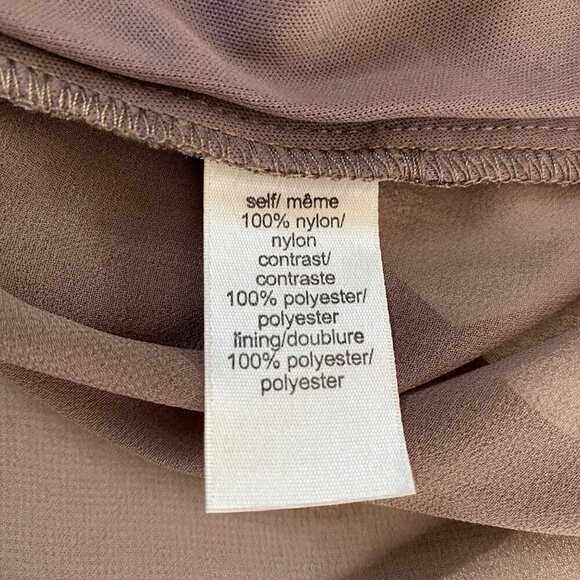 self/ même
100% nylon/
nylon
contrast/
contraste
100% polyester/
polyester
lining/doublure
100% polyester/
polyester